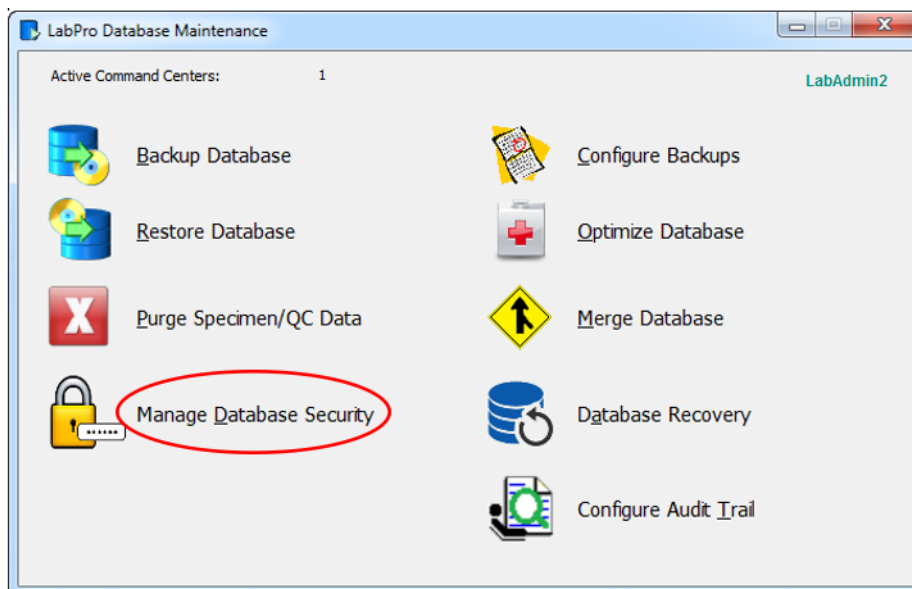 LabPro Database Maintenance
Active Command Centers: 1
LabAdmin2
Backup Database
Configure Backups
Restore Database
Optimize Database
Purge Specimen/QC Data
Merge Database
Manage Database Security
Database Recovery
Configure Audit Trail